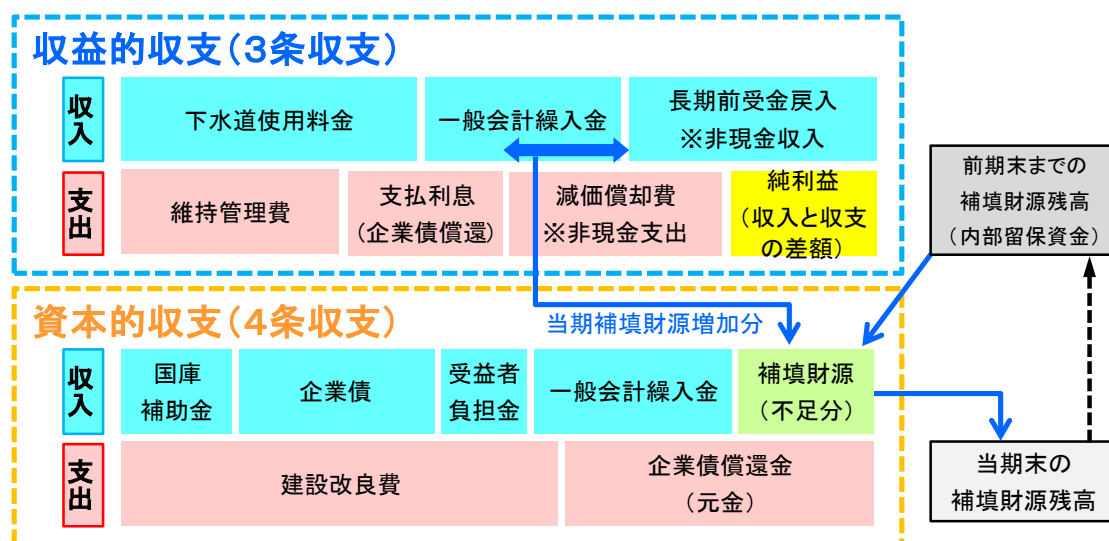 収益的収支(3条収支)
収入
下水道使用料金
一般会計繰入金
長期前受金戻入
※非現金収入
支出
維持管理費
支払利息
(企業債償還)
減価償却費
※非現金支出
純利益
(収入と収支
の差額)
前期末までの
補填財源残高
(内部留保資金)
当期補填財源増加分
資本的収支(4条収支)
収入
国庫
補助金
企業債
受益者
負担金
一般会計繰入金
補填財源
(不足分)
支出
建設改良費
企業債償還金
(元金)
当期末の
補填財源残高